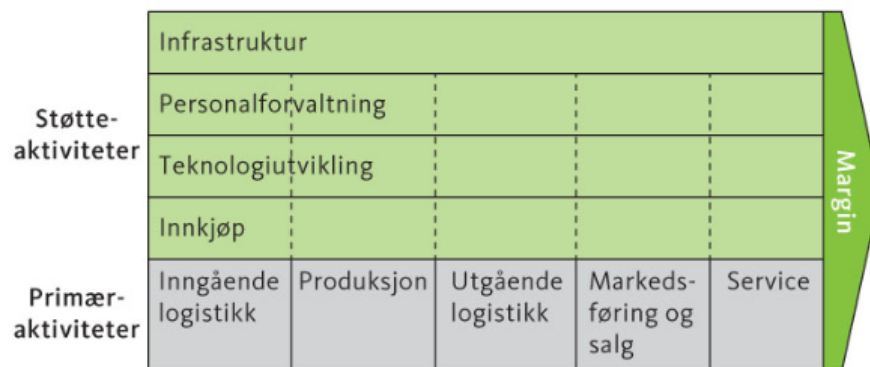 Støtte-
aktiviteter
Infrastruktur
Personalforvaltning
Teknologiutvikling
Innkjøp
Primær-
aktiviteter
Inngående
logistikk
Produksjon
Utgående
logistikk
Markeds-
føring og
salg
Service
Margin